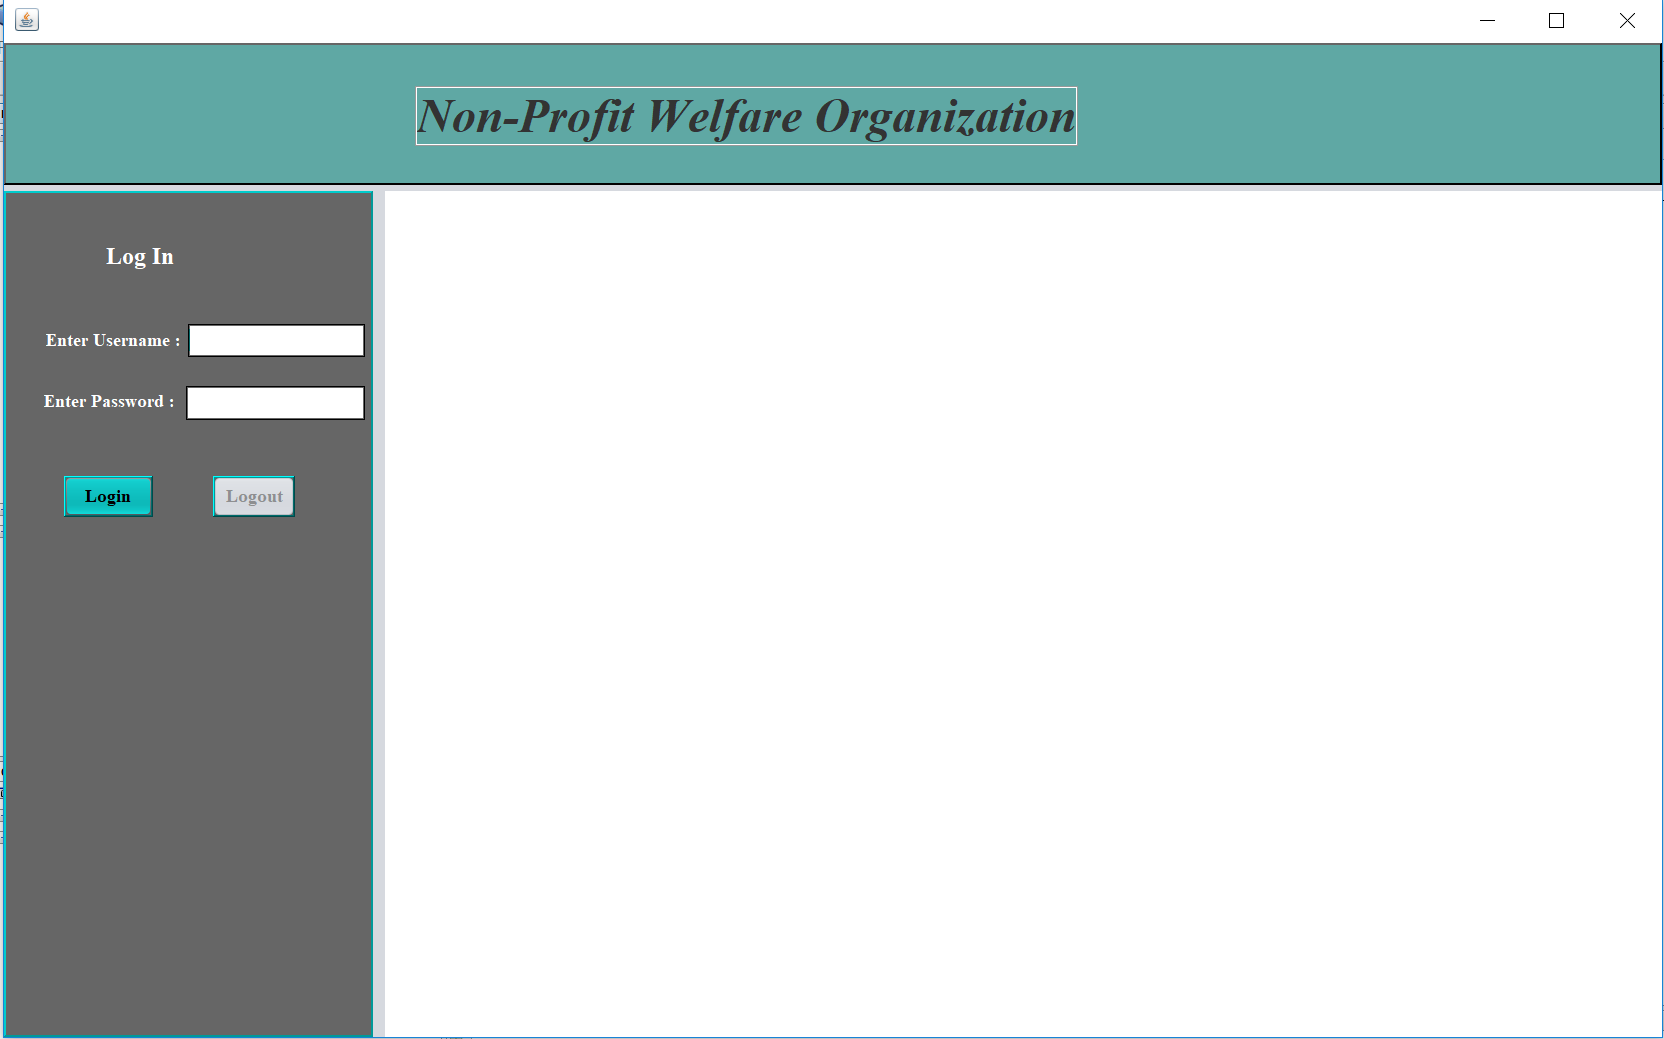 Non-Profit Welfare Organization
Log In
Enter Username :
Enter Password :
Login
Logout